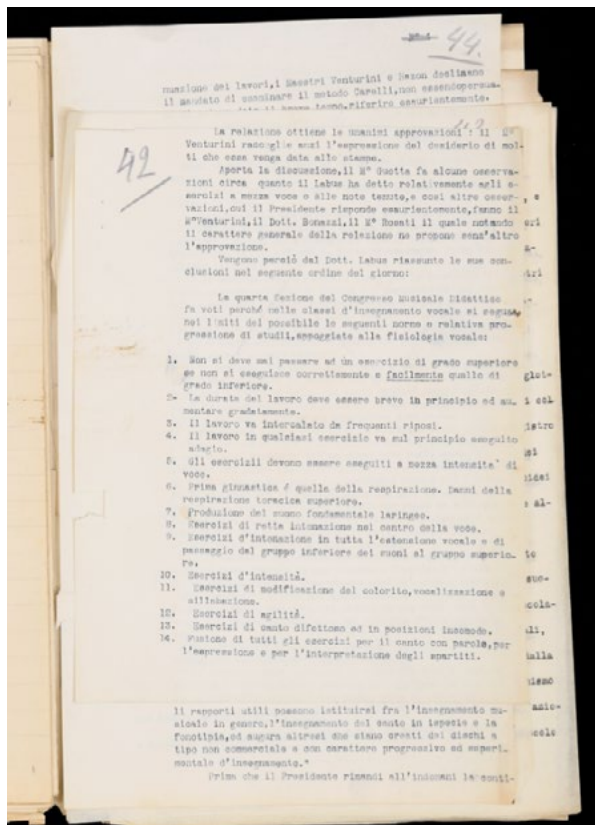 44.
nuazione dei lavori, i Maestri Venturini e Razon declinano
il mandato di esaminare il metodo Carelli, non essendo
riferire esaurientemente.
42
La relazione ottiene le unanimi approvazioni : il M°
Venturini raccoglie anzi l'espressione del desiderio di mol-
ti che essa venga data alle stampe.
Aperta la discussione, il M° Guetta fa alcune osserva-
zioni circa quanto il Labus ha detto relativamente agli e-
sercizi a mezza voce e alle note tenute, e così altre osser-
vazioni, cui il Presidente risponde esaurientemente, fanno il
M°Venturini, il Dott. Bonazzi, il M° Rosati il quale notando
il carattere generale della relazione ne propone senz'altro
l'approvazione.
Vengono perciò dal Dott. Labus riassunte le sue con-
clusioni nel seguente ordine del giorno:
La quarta Sezione del Congresso Musicale Didattico
fa voti perché nelle classi d'insegnamento vocale si segua,
nei limiti del possibile le seguenti norme e relativa pro-
gressione di studii, appoggiate alla fisiologia vocale:
1. Non si deve mai passare ad un esercizio di grado superiore
se non si eseguisce correttamente e facilmente quello di
grado inferiore.
2- La durata del lavoro deve essere breve in principio ed au-
mentare gradatamente.
3. Il lavoro va intercalato da frequenti riposi.
4. Il lavoro in qualsiasi esercizio va sul principio eseguito
adagio.
5. Gli esercizii devono essere eseguiti a mezza intensità di
voce.
6. Prima ginnastica é quella della respirazione. Danni della
respirazione toracica superiore.
7. Produzione del suono fondamentale laringeo.
8. Esercizi di retta intonazione nel centro della voce.
9. Esercizi d'intonazione in tutta l'estensione vocale e di
passaggio dal gruppo inferiore dei suoni al gruppo superio-
re.
10. Esercizi d'intensità.
11. Esercizi di modificazione del colorito, vocalizzazione e
sillabazione.
12. Esercizi di agilità.
13. Esercizi di canto difettoso ed in posizioni incomode.
14. Fusione di tutti gli esercizi per il canto con parole, per
l'espressione e per l'interpretazione degli spartiti.
li rapporti utili possono istituirsi fra l'insegnamento mu-
sicale in genere, l'insegnamento del canto in ispecie e la
fonotipia, ed augura altresì che siano creati dei dischi a
tipo non commerciale a con carattere progressivo ed speri-
mentale d'insegnamento."
Prima che il Presidente rimandi all'indomani la conti-